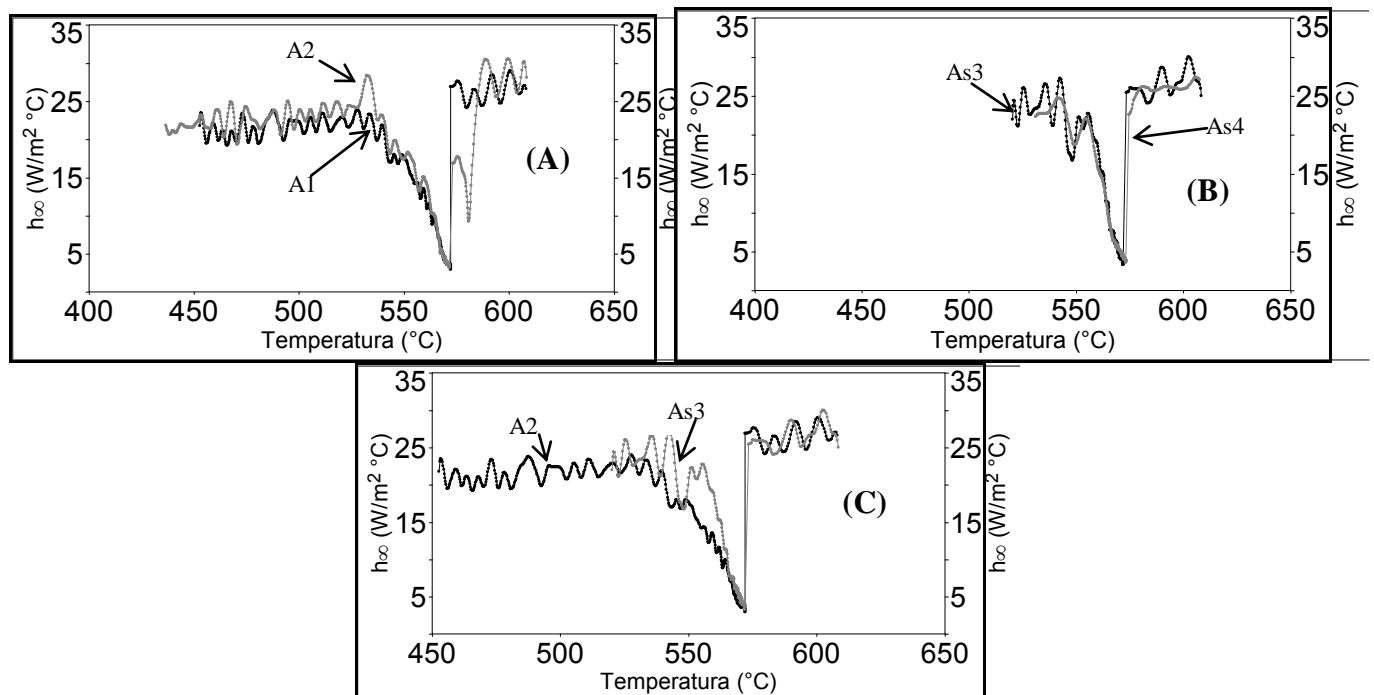 35
35
25
25
15
15
5
5
h∞ (W/m² °C)
h∞ (W/m² °C)
A2
A1
(A)
400
450
500
550
600
650
Temperatura (°C)
35
35
25
25
15
15
5
5
h∞ (W/m² °C)
h∞ (W/m² °C)
As3
As4
(B)
400
500
550
600
650
Temperatura (°C)
35
35
25
25
15
15
5
5
h∞ (W/m² °C)
h∞ (W/m² °C)
A2
As3
(C)
450
500
550
600
650
Temperatura (°C)